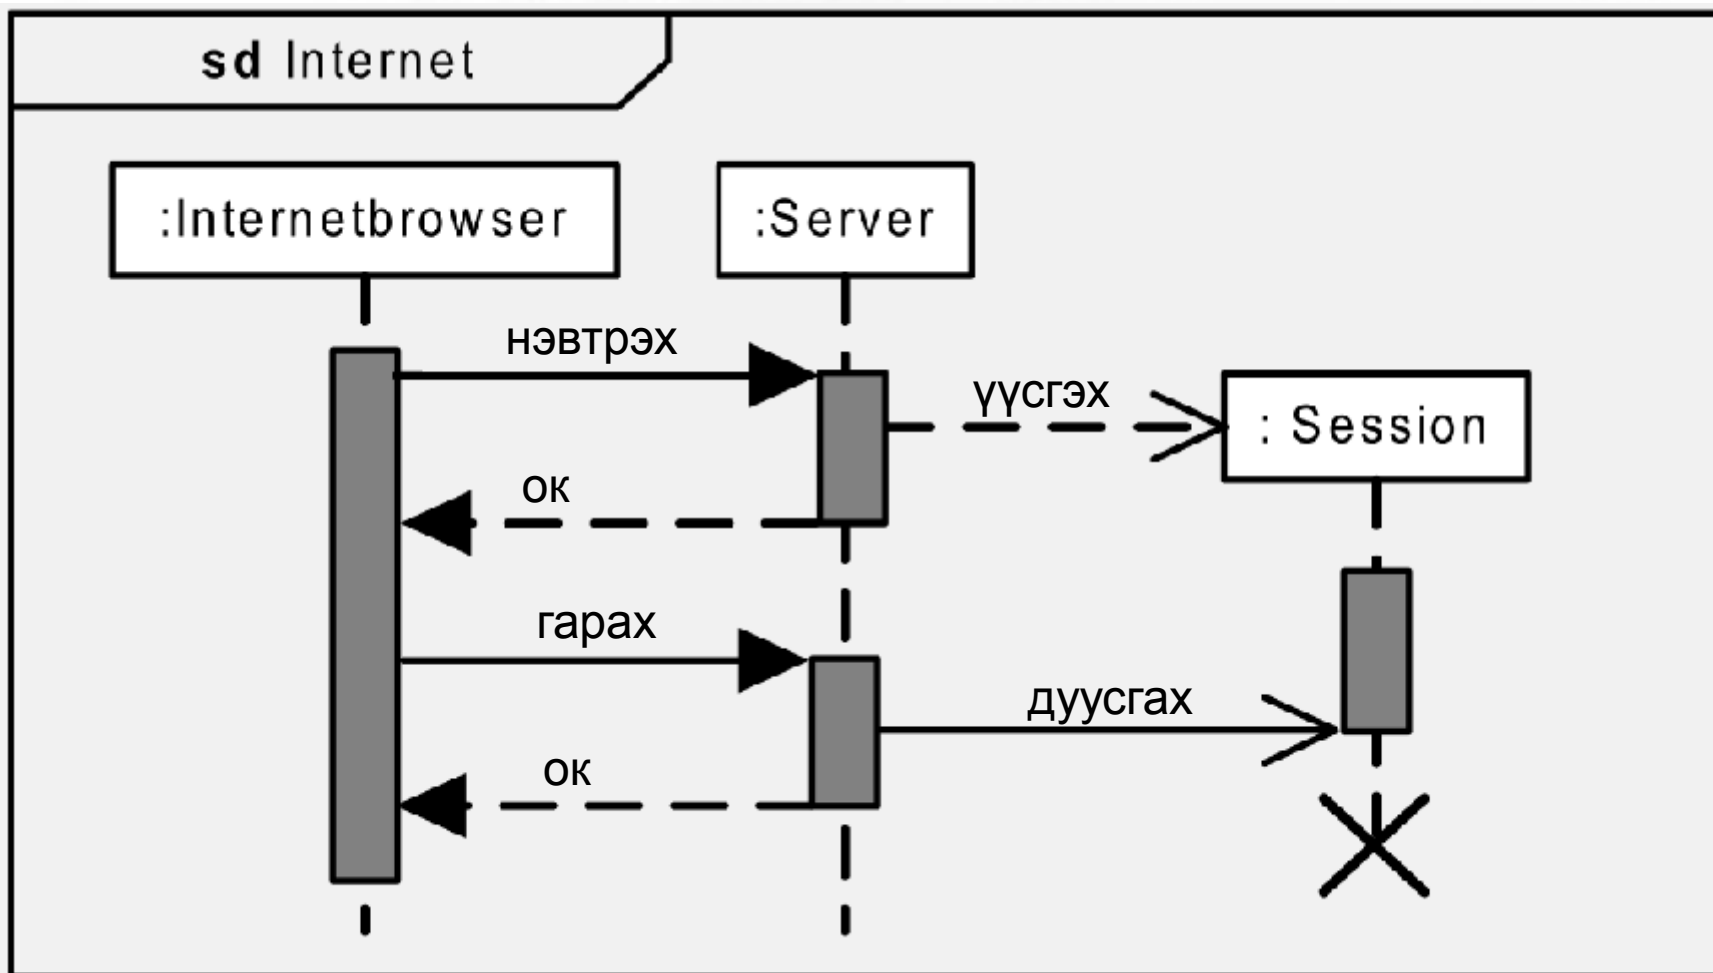 sd Internet
:Internetbrowser
:Server
нэвтрэх
үүсгэх
: Session
ок
гарах
дуусгах
ок